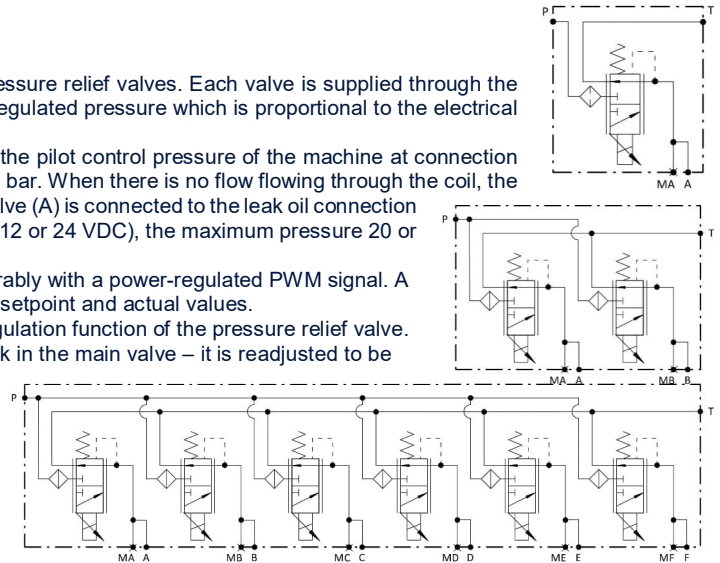 P T
essure relief valves. Each valve is supplied through the
egulated pressure which is proportional to the electrical
the pilot control pressure of the machine at connection
bar. When there is no flow flowing through the coil, the
MA A
lve (A) is connected to the leak oil connection
12 or 24 VDC), the maximum pressure 20 or
P T
rably with a power-regulated PWM signal. A
setpoint and actual values.
gulation function of the pressure relief valve.
k in the main valve – it is readjusted to be
MA A MB B
P T
MA A MB B MC C MD D ME E MF F